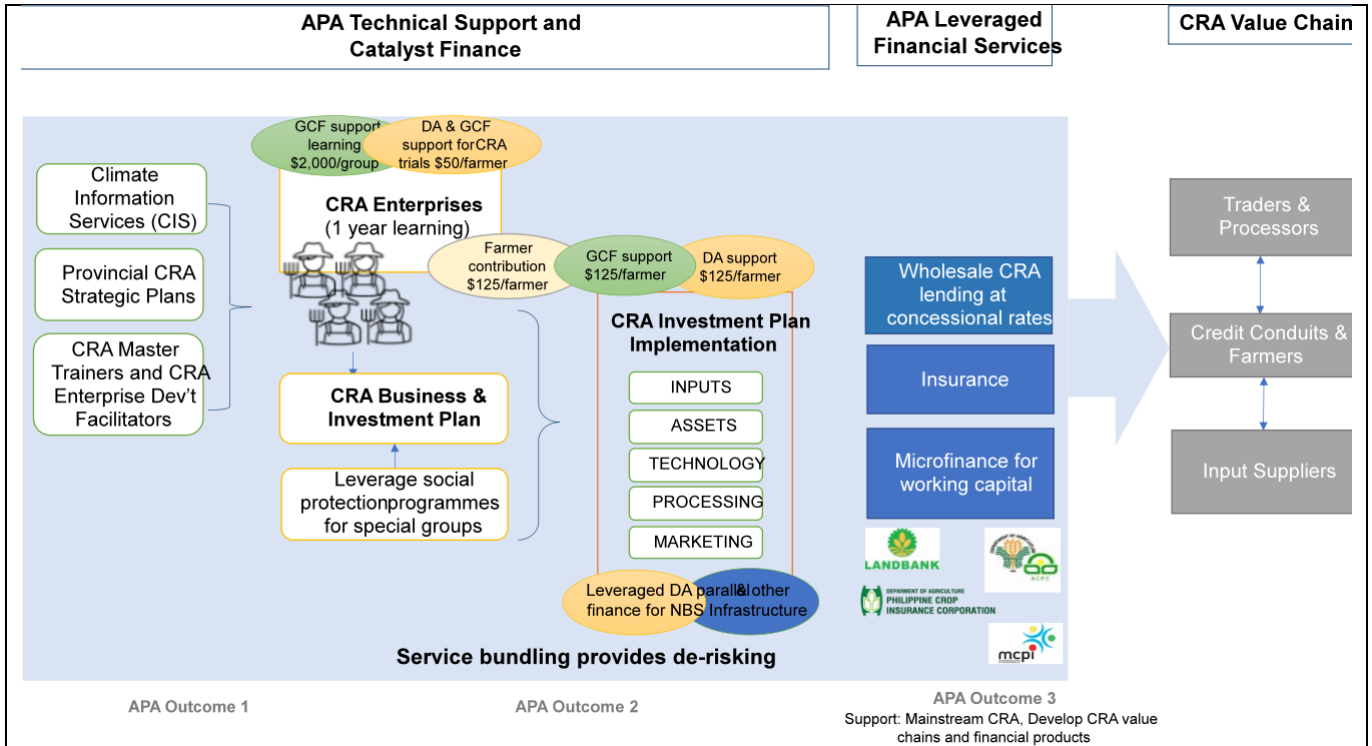 APA Technical Support and
Catalyst Finance
APA Leveraged
Financial Services
CRA Value Chain
GCF support
learning
$2,000/group
DA & GCF
support forCRA
trials $50/farmer
Climate
Information
Services (CIS)
Provincial CRA
Strategic Plans
CRA Master
Trainers and CRA
Enterprise Dev't
Facilitators
CRA Enterprises
(1 year learning)
Farmer
contribution
$125/farmer
GCF support
$125/farmer
DA support
$125/farmer
CRA Business &
Investment Plan
Leverage social
protectionprogrammes
for special groups
CRA Investment Plan
Implementation
INPUTS
ASSETS
TECHNOLOGY
PROCESSING
MARKETING
Leveraged DA parallel
finance for NBS
& other
Infrastructure
Service bundling provides de-risking
Wholesale CRA
lending at
concessional rates
Insurance
Microfinance for
working capital
LANDBANK
ACPC
DEPARMENT OF AGRICULTURE
PHILIPPINE CROP
INSURANCE CORPORATION
mcpi
Traders &
Processors
Credit Conduits &
Farmers
Input Suppliers
APA Outcome 1
APA Outcome 2
APA Outcome 3
Support: Mainstream CRA, Develop CRA value
chains and financial products